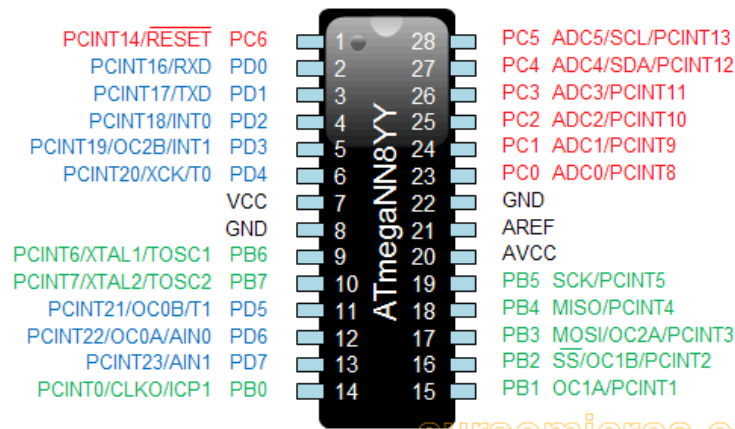 PCINT14/RESET PC6 1 28 PC5 ADC5/SCL/PCINT13
PCINT16/RXD PD0 2 27 PC4 ADC4/SDA/PCINT12
PCINT17/TXD PD1 3 26 PC3 ADC3/PCINT11
PCINT18/INT0 PD2 4 25 PC2 ADC2/PCINT10
PCINT19/OC2B/INT1 PD3 5 24 PC1 ADC1/PCINT9
PCINT20/XCK/T0 PD4 6 23 PC0 ADC0/PCINT8
VCC 7 22 GND
GND 8 21 AREF
PCINT6/XTAL1/TOSC1 PB6 9 20 AVCC
PCINT7/XTAL2/TOSC2 PB7 10 19 PB5 SCK/PCINT5
PCINT21/OC0B/T1 PD5 11 18 PB4 MISO/PCINT4
PCINT22/OC0A/AIN0 PD6 12 17 PB3 MOSI/OC2A/PCINT3
PCINT23/AIN1 PD7 13 16 PB2 SS/OC1B/PCINT2
PCINT0/CLKO/ICP1 PB0 14 15 PB1 OC1A/PCINT1
ATmegaNN8YY